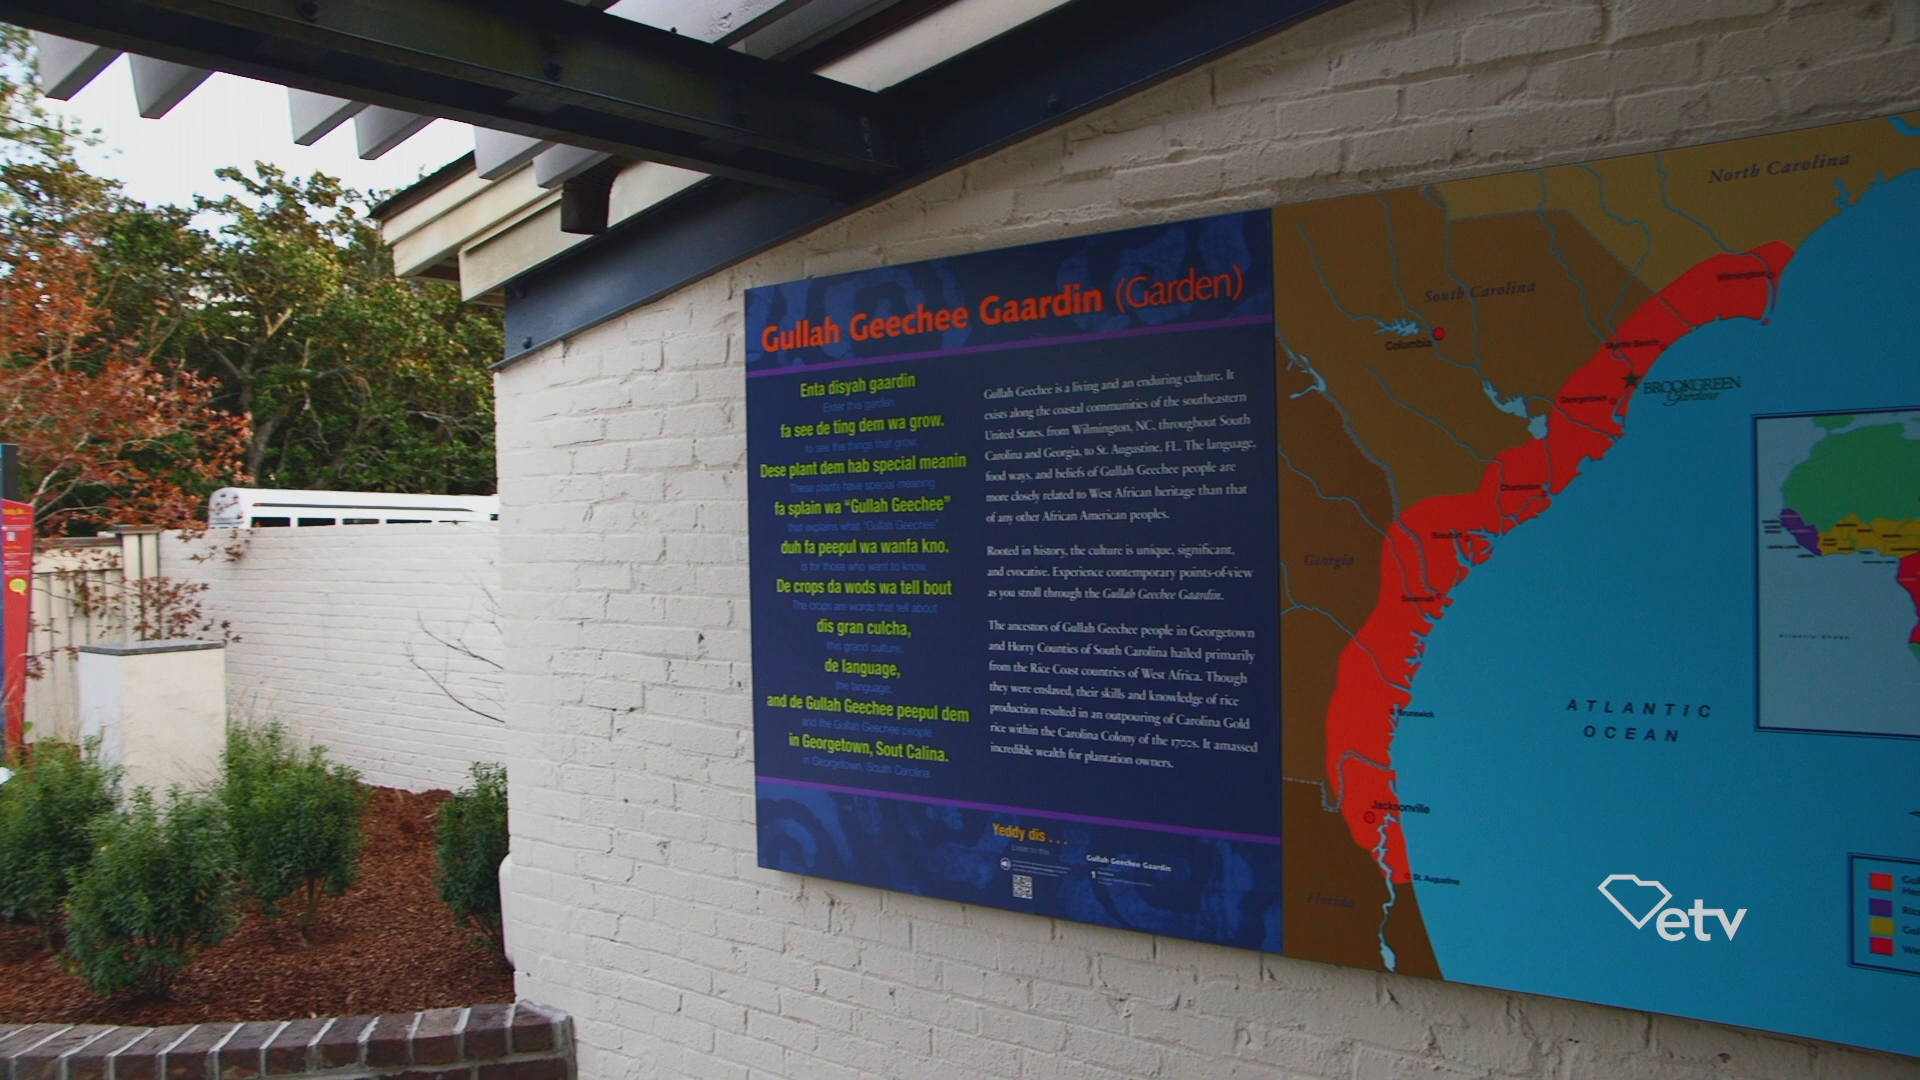 Gullah Geechee Gaardin (Garden)
Enta disyah gaardin
Enter this garden
fa see de ting dem wa grow.
to see the things that grow.
Dese plant dem hab special meanin
These plants have special meaning
fa splain wa “Gullah Geechee”
that explains what “Gullah Geechee”
duh fa peepul wa wanfa kno.
is for those who want to know.
De crops da wods wa tell bout
The crops are words that tell about
dis gran culcha,
this grand culture,
de language,
the language,
and de Gullah Geechee peepul dem
and the Gullah Geechee people
in Georgetown, Sout Calina.
in Georgetown, South Carolina.
Gullah Geechee is a living and an enduring culture. It
exists along the coastal communities of the southeastern
United States, from Wilmington, NC, throughout South
Carolina and Georgia, to St. Augustine, FL. The language,
food ways, and beliefs of Gullah Geechee people are
more closely related to West African heritage than that
of any other African American peoples.
Rooted in history, the culture is unique, significant,
and evocative. Experience contemporary points-of-view
as you stroll through the Gullah Geechee Gaardin.
The ancestors of Gullah Geechee people in Georgetown
and Horry Counties of South Carolina hailed primarily
from the Rice Coast countries of West Africa. Though
they were enslaved, their skills and knowledge of rice
production resulted in an outpouring of Carolina Gold
rice within the Carolina Colony of the 1700s. It amassed
incredible wealth for plantation owners.
Yeddy dis . . .
Listen to this...
Gullah Geechee Gaardin
1
North Carolina
South Carolina
Wilmington
Columbia
Myrtle Beach
BROOKGREEN
Gardens
Georgetown
Charleston
Beaufort
Georgia
Savannah
ATLANTIC
OCEAN
Brunswick
Jacksonville
St. Augustine
Florida
etv